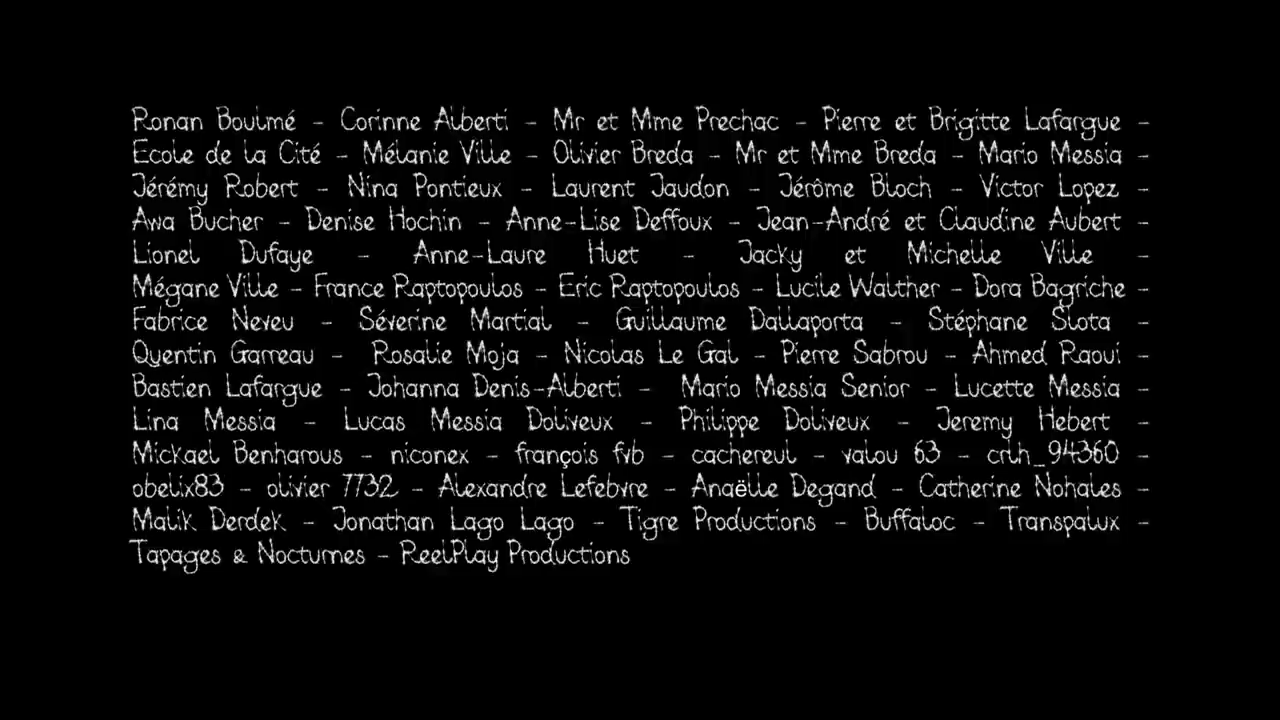 Ronan Boulmé - Corinne Alberti - Mr et Mme Prechac - Pierre et Brigitte Lafargue -
Ecole de la Cité - Mélanie Ville - Olivier Breda - Mr et Mme Breda - Mario Messia -
Jérémy Robert - Nina Pontieux - Laurent Jaudon - Jérôme Bloch - Victor Lopez -
Awa Bucher - Denise Hochin - Anne-Lise Deffoux - Jean-André et Claudine Aubert -
Lionel Dufaye - Anne-Laure Huet - Jacky et Michelle Ville -
Mégane Ville - France Raptopoulos - Eric Raptopoulos - Lucile Walther - Dora Bagriche -
Fabrice Neveu - Séverine Martial - Guillaume Dallaporta - Stéphane Slota -
Quentin Garreau - Rosalie Moja - Nicolas Le Gal - Pierre Sabrou - Ahmed Raoui -
Bastien Lafargue - Johanna Denis-Alberti - Mario Messia Senior - Lucette Messia -
Lina Messia - Lucas Messia Doliveux - Philippe Doliveux - Jeremy Hebert -
Mickael Benharous - niconex - françois fvb - cachereul - valou 63 - crlh_94360 -
obelix83 - olivier 7732 - Alexandre Lefebvre - Anaëlle Degand - Catherine Nohales -
Malik Derdek - Jonathan Lago Lago - Tigre Productions - Buffaloc - Transpalux -
Tapages & Nocturnes - ReelPlay Productions